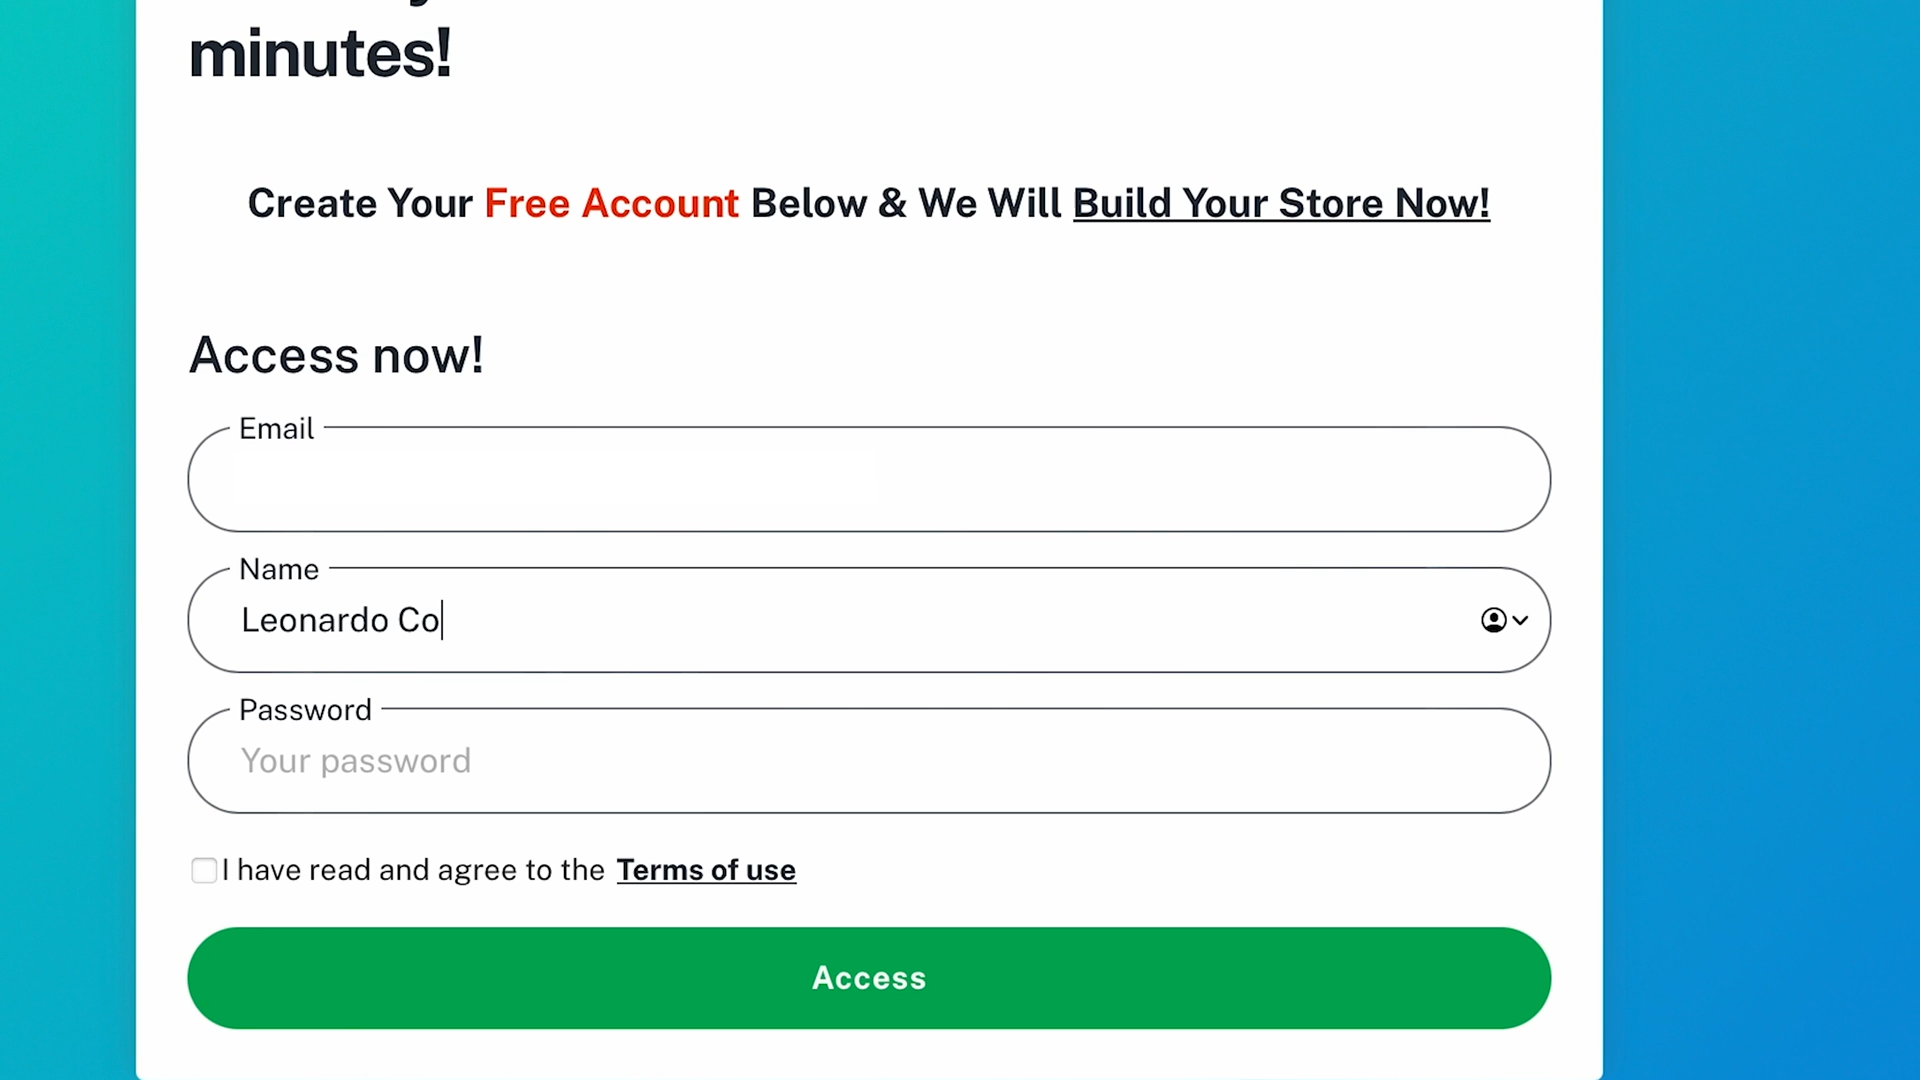 minutes!
Create Your Free Account Below & We Will Build Your Store Now!
Access now!
Email
Name
Leonardo Co
Password
Your password
I have read and agree to the Terms of use
Access